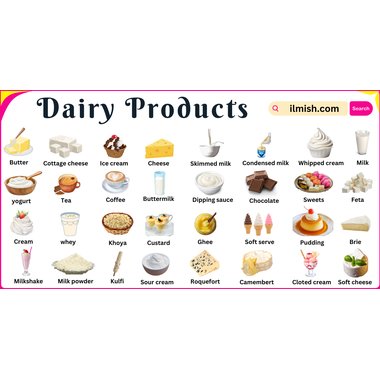 Dairy Products
ilmish.com
Search
Butter
Cottage cheese
Ice cream
Cheese
Skimmed milk
Condensed milk
Whipped cream
Milk
yogurt
Tea
Coffee
Buttermilk
Dipping sauce
Chocolate
Sweets
Feta
Cream
whey
Khoya
Custard
Ghee
Soft serve
Pudding
Brie
Milkshake
Milk powder
Kulfi
Sour cream
Roquefort
Camembert
Cloted cream
Soft cheese